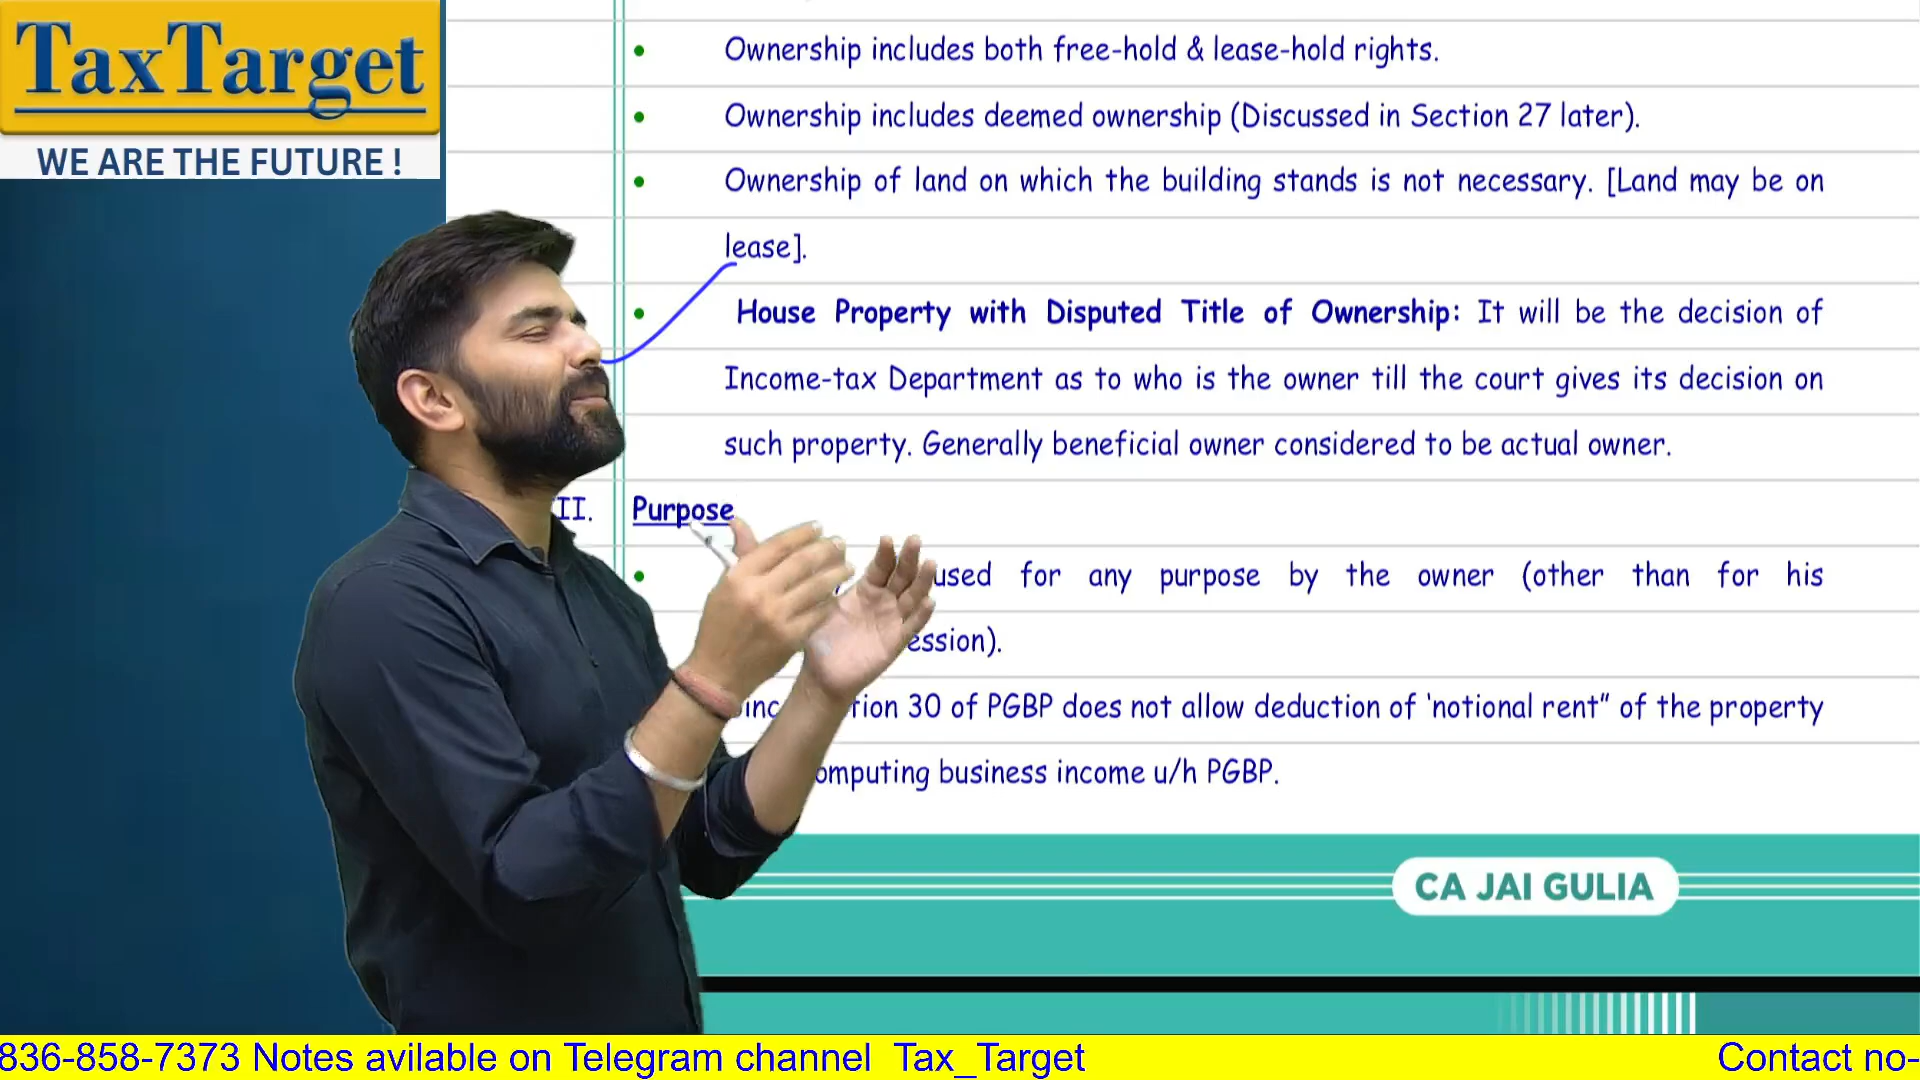 TaxTarget
WE ARE THE FUTURE !
Ownership includes both free-hold & lease-hold rights.
Ownership includes deemed ownership (Discussed in Section 27 later).
Ownership of land on which the building stands is not necessary. [Land may be on
lease].
House Property with Disputed Title of Ownership: It will be the decision of
Income-tax Department as to who is the owner till the court gives its decision on
such property. Generally beneficial owner considered to be actual owner.
II. Purpose
used for any purpose by the owner (other than for his
30 of PGBP does not allow deduction of ‘notional rent” of the property
computing business income u/h PGBP.
CA JAI GULIA
836-858-7373 Notes avilable on Telegram channel Tax_Target
Contact no-